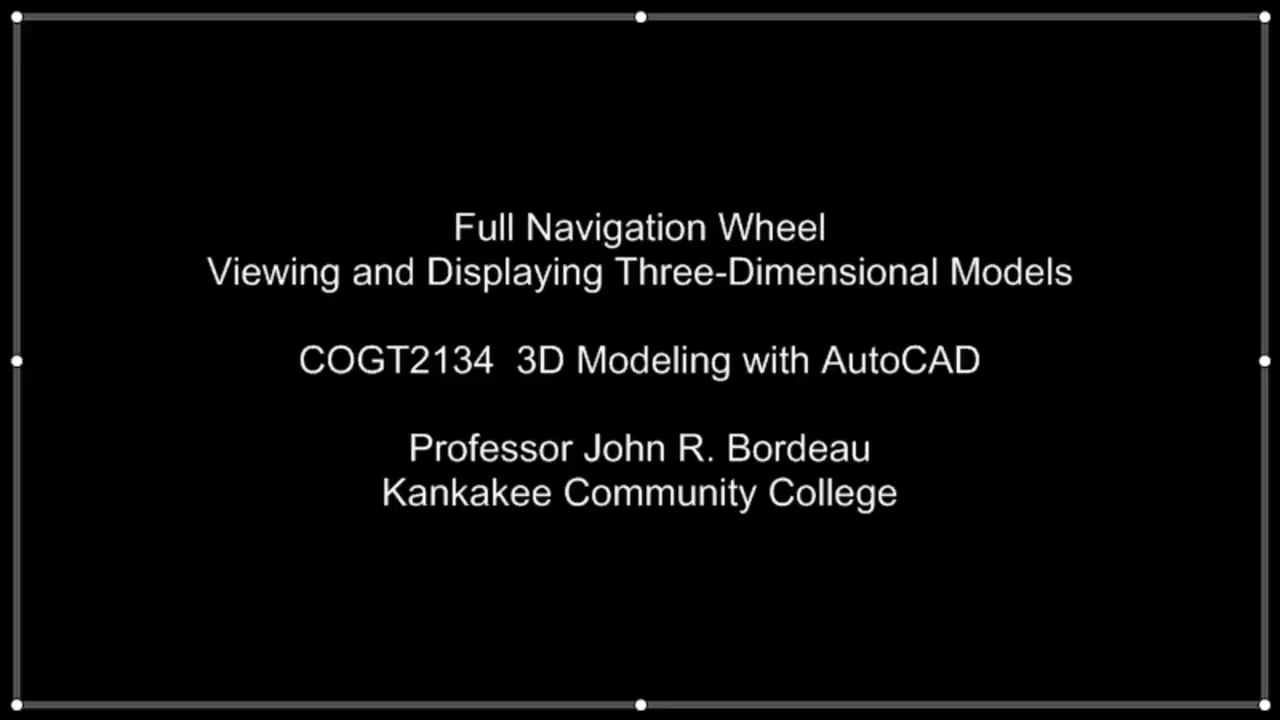 Full Navigation Wheel
Viewing and Displaying Three-Dimensional Models
COGT2134  3D Modeling with AutoCAD
Professor John R. Bordeau
Kankakee Community College